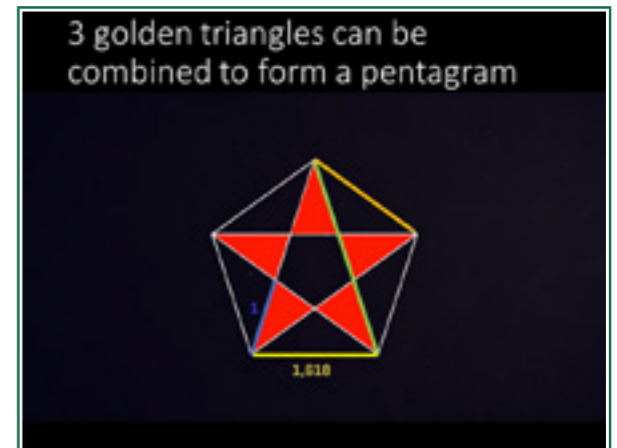 3 golden triangles can be
combined to form a pentagram
1
1,618